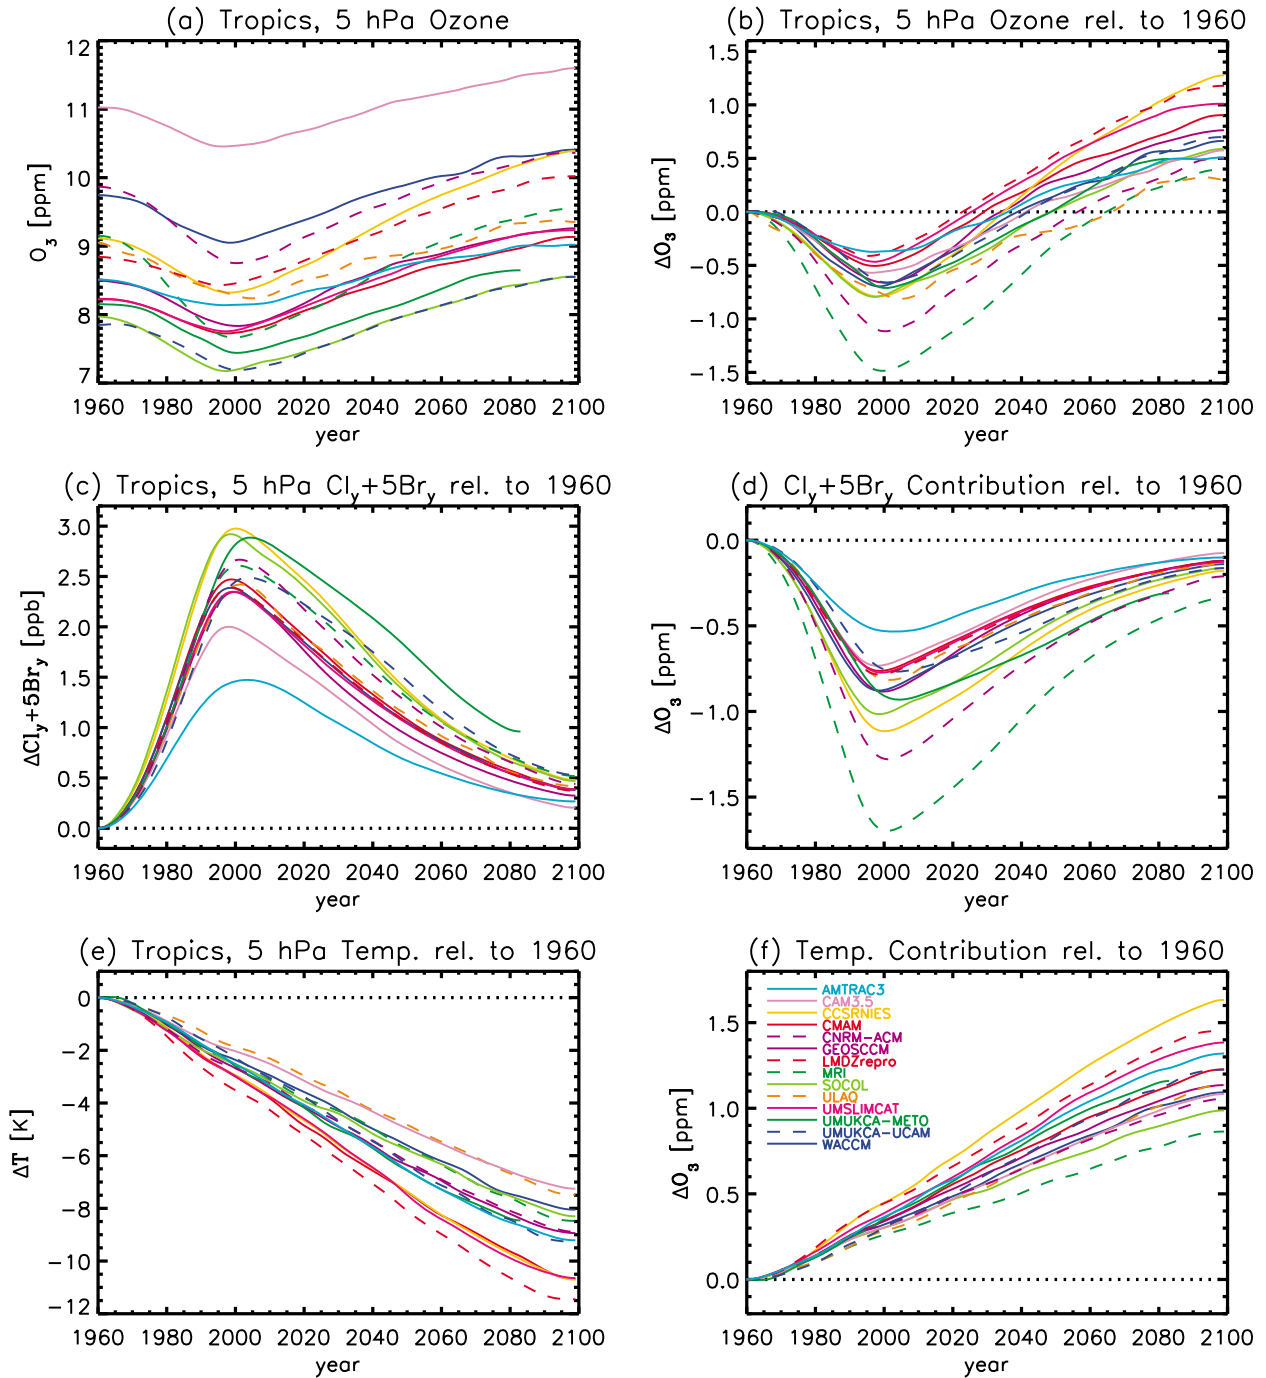 (a) Tropics, 5 hPa Ozone
12
11
10
9
8
7
O3 [ppm]
1960 1980 2000 2020 2040 2060 2080 2100
year
(b) Tropics, 5 hPa Ozone rel. to 1960
1.5
1.0
0.5
0.0
−0.5
−1.0
−1.5
ΔO3 [ppm]
1960 1980 2000 2020 2040 2060 2080 2100
year
(c) Tropics, 5 hPa Cly+5Bry rel. to 1960
3.0
2.5
2.0
1.5
1.0
0.5
0.0
ΔCly+5Bry [ppb]
1960 1980 2000 2020 2040 2060 2080 2100
year
(d) Cly+5Bry Contribution rel. to 1960
0.0
−0.5
−1.0
−1.5
ΔO3 [ppm]
1960 1980 2000 2020 2040 2060 2080 2100
year
(e) Tropics, 5 hPa Temp. rel. to 1960
0
−2
−4
−6
−8
−10
−12
ΔT [K]
1960 1980 2000 2020 2040 2060 2080 2100
year
(f) Temp. Contribution rel. to 1960
1.5
1.0
0.5
0.0
ΔO3 [ppm]
AMTRAC3
CAM3.5
CCSRNIES
CMAM
CNRM−ACM
GEOSCCM
LMDZrepro
MRI
SOCOL
ULAQ
UMSLIMCAT
UMUKCA−METO
UMUKCA−UCAM
WACCM
1960 1980 2000 2020 2040 2060 2080 2100
year